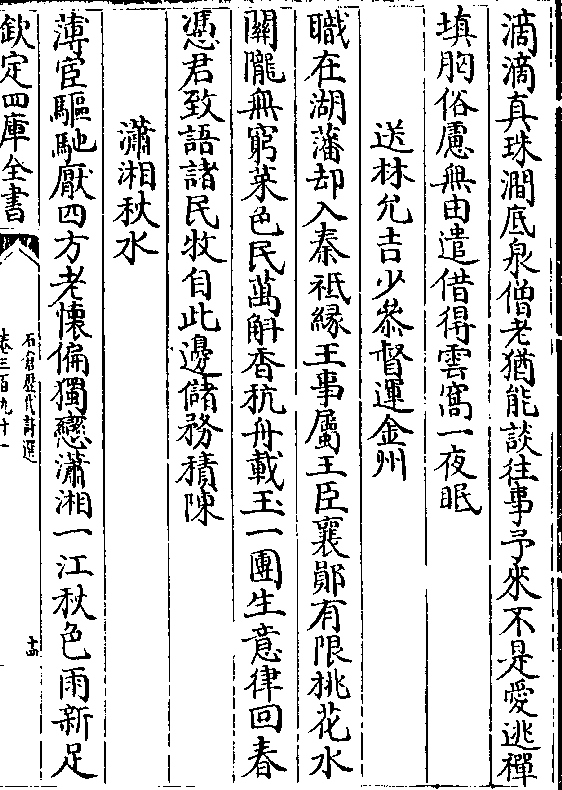 滴滴真珠澗底泉僧老猶能談往事予來不是愛逃禪
填胸俗慮無由遣借得雲窩一夜眠
送林允吉少叅督運金州
職在湖藩却入秦祗緣王事屬王臣襄鄖有限桃花水
關隴無窮菜色民萬斛香秔舟載玉一團生意律回春
憑君致語諸民牧自此邊儲務積陳
瀟湘秋水
薄宦驅馳厭四方老懷偏獨戀瀟湘一江秋色雨新足
欽定四庫全書
石倉歷代詩選
卷三百九十一
十四